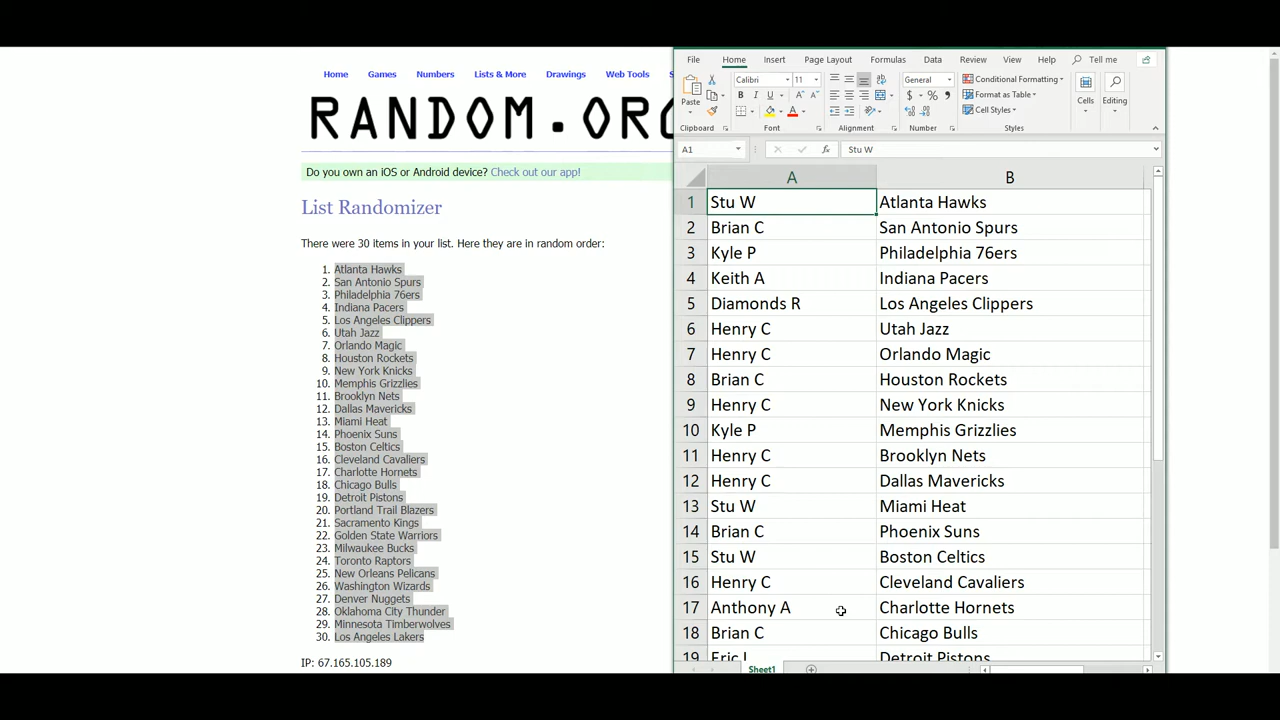 Home Games Numbers Lists & More Drawings Web Tools
RANDOM.ORG
Do you own an iOS or Android device? Check out our app!
List Randomizer
There were 30 items in your list. Here they are in random order:
1. Atlanta Hawks
2. San Antonio Spurs
3. Philadelphia 76ers
4. Indiana Pacers
5. Los Angeles Clippers
6. Utah Jazz
7. Orlando Magic
8. Houston Rockets
9. New York Knicks
10. Memphis Grizzlies
11. Brooklyn Nets
12. Dallas Mavericks
13. Miami Heat
14. Phoenix Suns
15. Boston Celtics
16. Cleveland Cavaliers
17. Charlotte Hornets
18. Chicago Bulls
19. Detroit Pistons
20. Portland Trail Blazers
21. Sacramento Kings
22. Golden State Warriors
23. Milwaukee Bucks
24. Toronto Raptors
25. New Orleans Pelicans
26. Washington Wizards
27. Denver Nuggets
28. Oklahoma City Thunder
29. Minnesota Timberwolves
30. Los Angeles Lakers
IP: 67.165.105.189
File Home Insert Page Layout Formulas Data Review View Help Tell me
Paste
Calibri 11
B I U
General
$ % 9
Conditional Formatting
Format as Table
Cell Styles
Cells Editing
Clipboard Font Alignment Number Styles
A1 fx Stu W
A B
1 Stu W Atlanta Hawks
2 Brian C San Antonio Spurs
3 Kyle P Philadelphia 76ers
4 Keith A Indiana Pacers
5 Diamonds R Los Angeles Clippers
6 Henry C Utah Jazz
7 Henry C Orlando Magic
8 Brian C Houston Rockets
9 Henry C New York Knicks
10 Kyle P Memphis Grizzlies
11 Henry C Brooklyn Nets
12 Henry C Dallas Mavericks
13 Stu W Miami Heat
14 Brian C Phoenix Suns
15 Stu W Boston Celtics
16 Henry C Cleveland Cavaliers
17 Anthony A Charlotte Hornets
18 Brian C Chicago Bulls
19 Eric Detroit Pistons
Sheet1